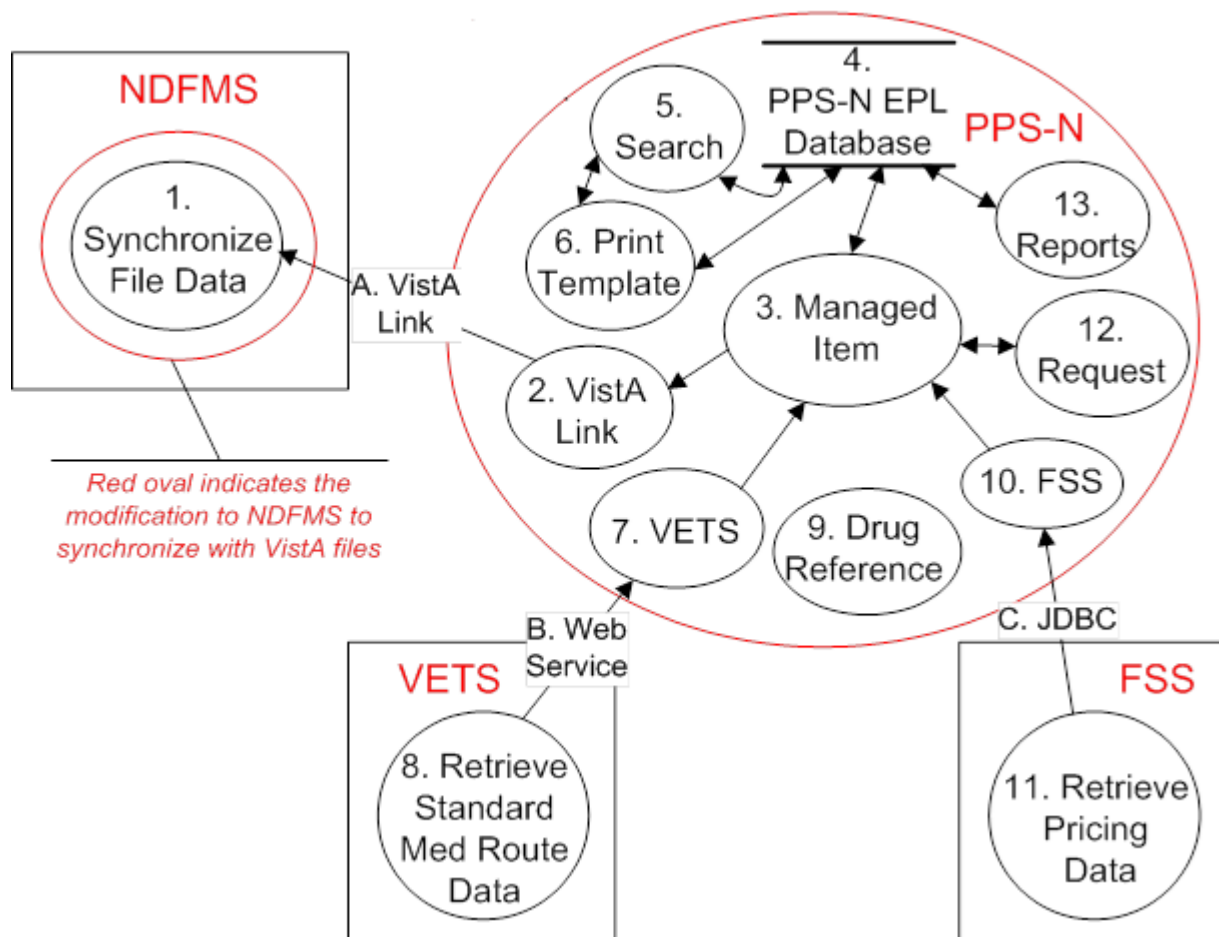 NDFMS
1.
Synchronize
File Data
A. VistA
Link
Red oval indicates the
modification to NDFMS to
synchronize with VistA files
PPS-N
4.
PPS-N EPL
Database
5.
Search
6. Print
Template
13.
Reports
3. Managed
Item
12.
Request
2. VistA
Link
10. FSS
7. VETS
9. Drug
Reference
B. Web
Service
C. JDBC
VETS
8. Retrieve
Standard
Med Route
Data
FSS
11. Retrieve
Pricing
Data